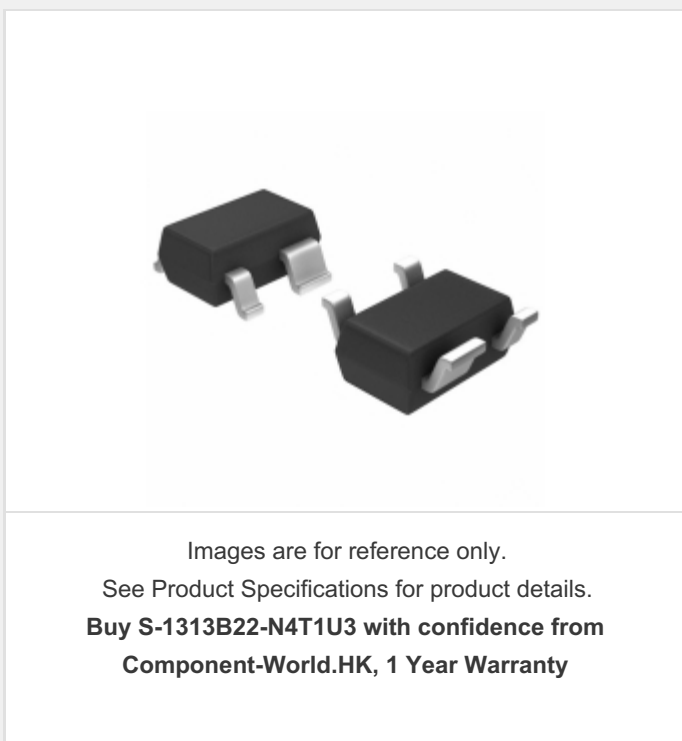 Images are for reference only.
See Product Specifications for product details.
Buy S-1313B22-N4T1U3 with confidence from
Component-World.HK, 1 Year Warranty